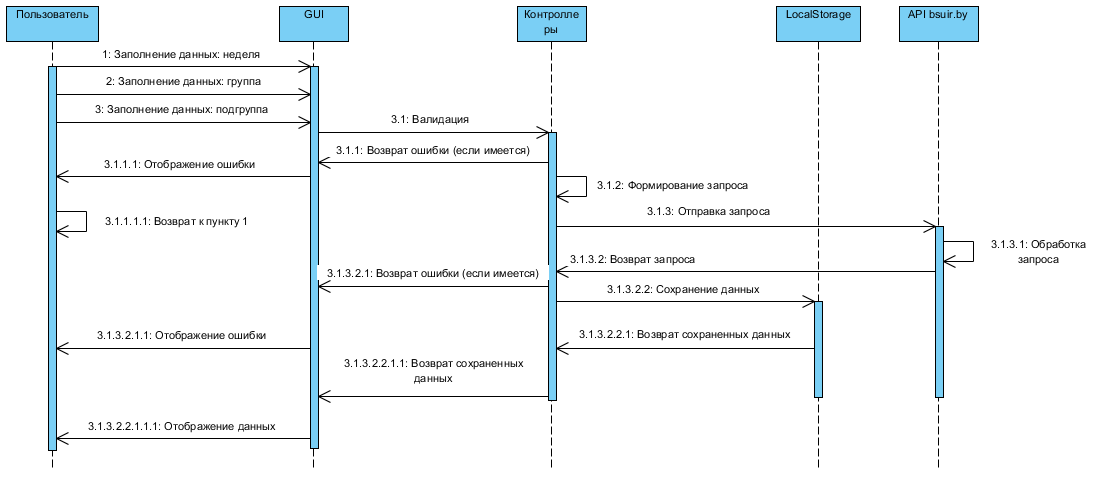 Пользователь
GUI
Контролле
ры
LocalStorage
API bsuir.by
1: Заполнение данных: неделя
2: Заполнение данных: группа
3: Заполнение данных: подгруппа
3.1: Валидация
3.1.1: Возврат ошибки (если имеется)
3.1.1.1: Отображение ошибки
3.1.2: Формирование запроса
3.1.1.1.1: Возврат к пункту 1
3.1.3: Отправка запроса
3.1.3.1: Обработка
запроса
3.1.3.2: Возврат запроса
3.1.3.2.1: Возврат ошибки (если имеется)
3.1.3.2.2: Сохранение данных
3.1.3.2.1.1: Отображение ошибки
3.1.3.2.2.1: Возврат сохраненных данных
3.1.3.2.2.1.1: Возврат сохраненных
данных
3.1.3.2.2.1.1.1: Отображение данных